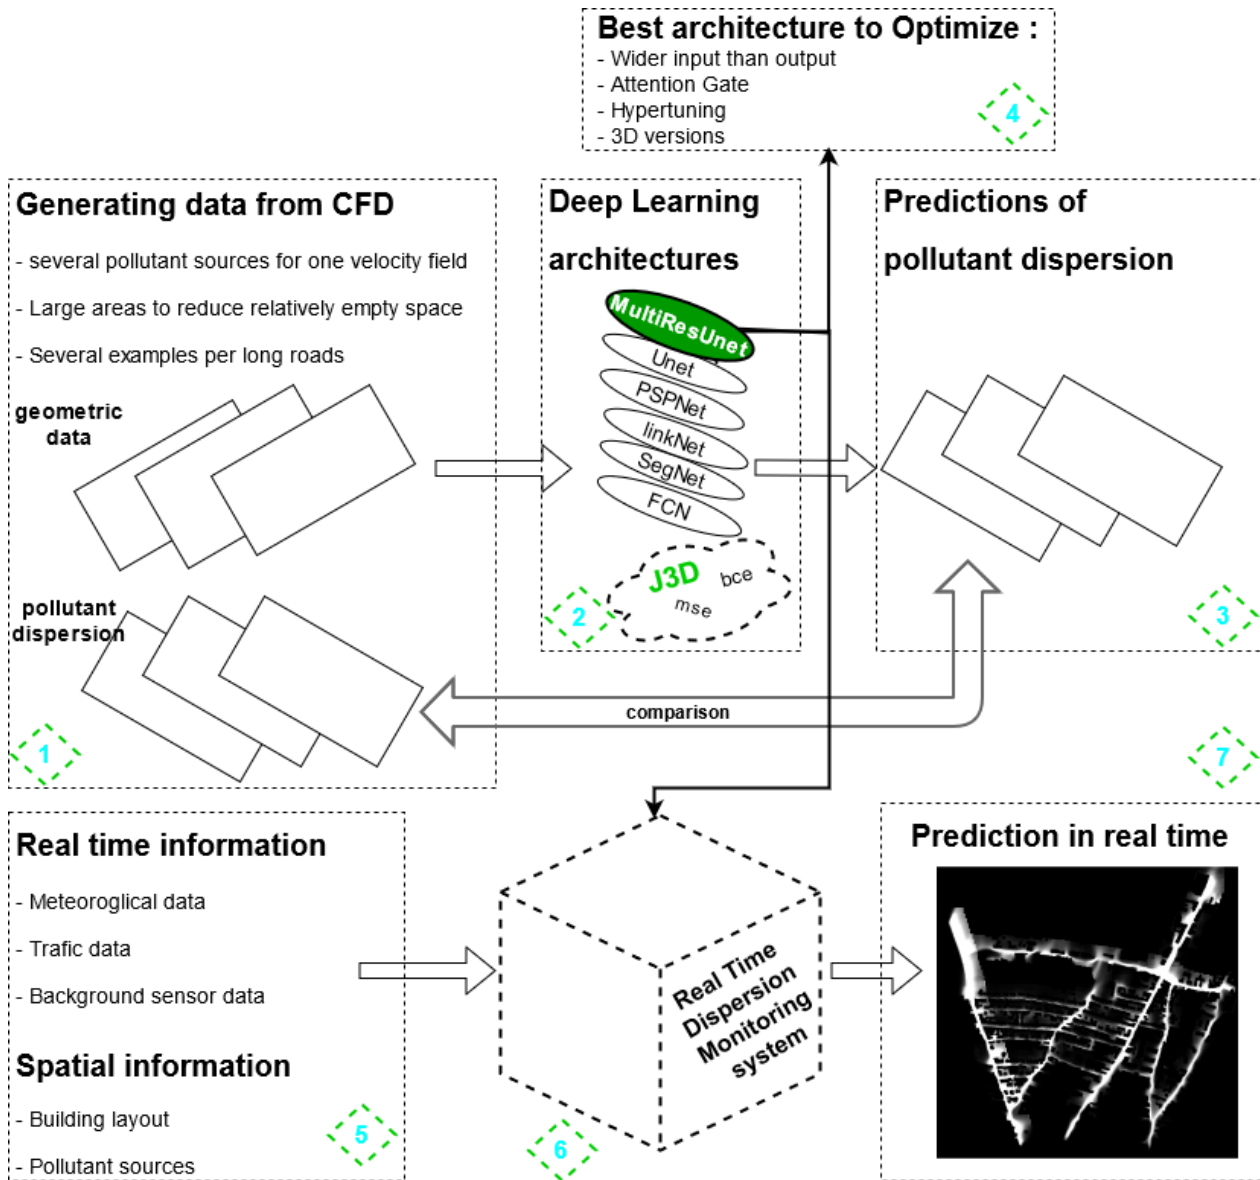 Best architecture to Optimize :
- Wider input than output
- Attention Gate
- Hypertuning
- 3D versions
4
Generating data from CFD
- several pollutant sources for one velocity field
- Large areas to reduce relatively empty space
- Several examples per long roads
geometric
data
pollutant
dispersion
1
Deep Learning
architectures
MultiResUnet
Unet
PSPNet
linkNet
SegNet
FCN
J3D
bce
mse
2
Predictions of
pollutant dispersion
3
comparison
7
Real time information
- Meteoroglical data
- Trafic data
- Background sensor data
Spatial information
- Building layout
- Pollutant sources
5
Real Time
Dispersion
Monitoring
system
6
Prediction in real time